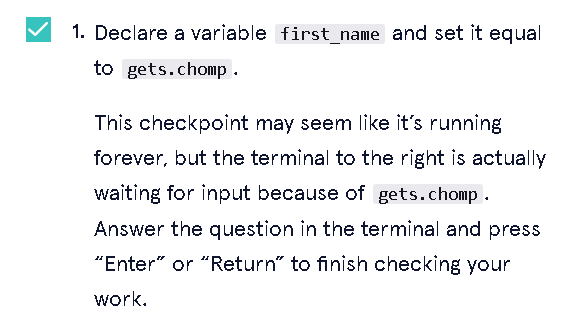 1. Declare a variable first_name and set it equal
to gets.chomp.
This checkpoint may seem like it’s running
forever, but the terminal to the right is actually
waiting for input because of gets.chomp.
Answer the question in the terminal and press
“Enter” or “Return” to finish checking your
work.